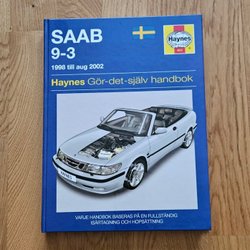 SAAB
9-3
1998 till aug 2002
Haynes
Haynes Gör-det-själv handbok
VARJE HANDBOK BASERAS PÅ EN FULLSTÄNDIG
ISÄRTAGNING OCH HOPSÄTTNING